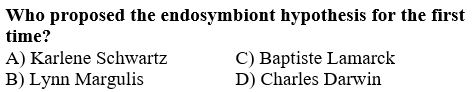 Who proposed the endosymbiont hypothesis for the first
time?
A) Karlene Schwartz C) Baptiste Lamarck
B) Lynn Margulis D) Charles Darwin